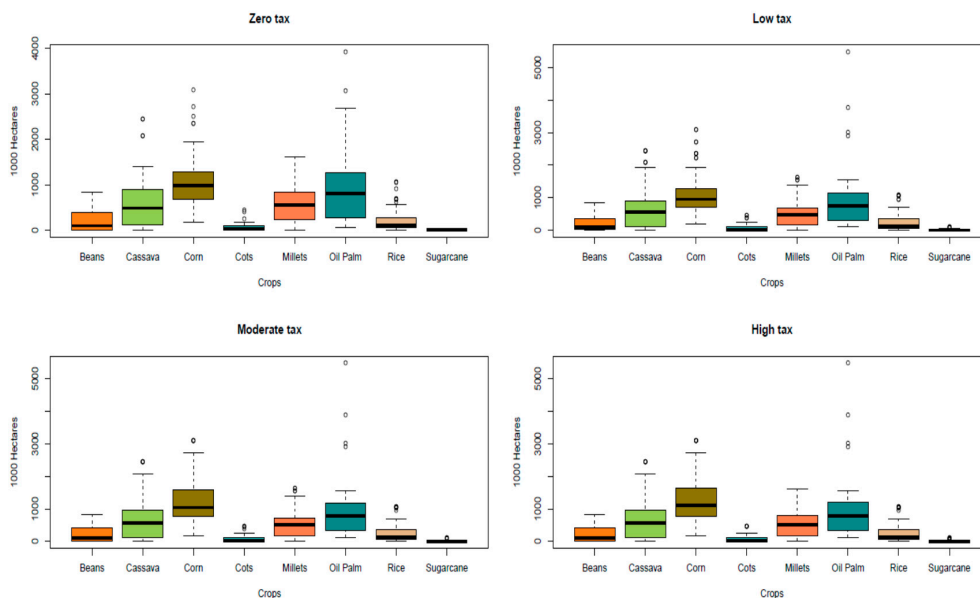 Zero tax
1000 Hectares
4000
3000
2000
1000
0
Beans Cassava Corn Cots Millets Oil Palm Rice Sugarcane
Crops
Low tax
1000 Hectares
5000
3000
1000
0
Beans Cassava Corn Cots Millets Oil Palm Rice Sugarcane
Crops
Moderate tax
1000 Hectares
5000
3000
1000
0
Beans Cassava Corn Cots Millets Oil Palm Rice Sugarcane
Crops
High tax
1000 Hectares
5000
3000
1000
0
Beans Cassava Corn Cots Millets Oil Palm Rice Sugarcane
Crops